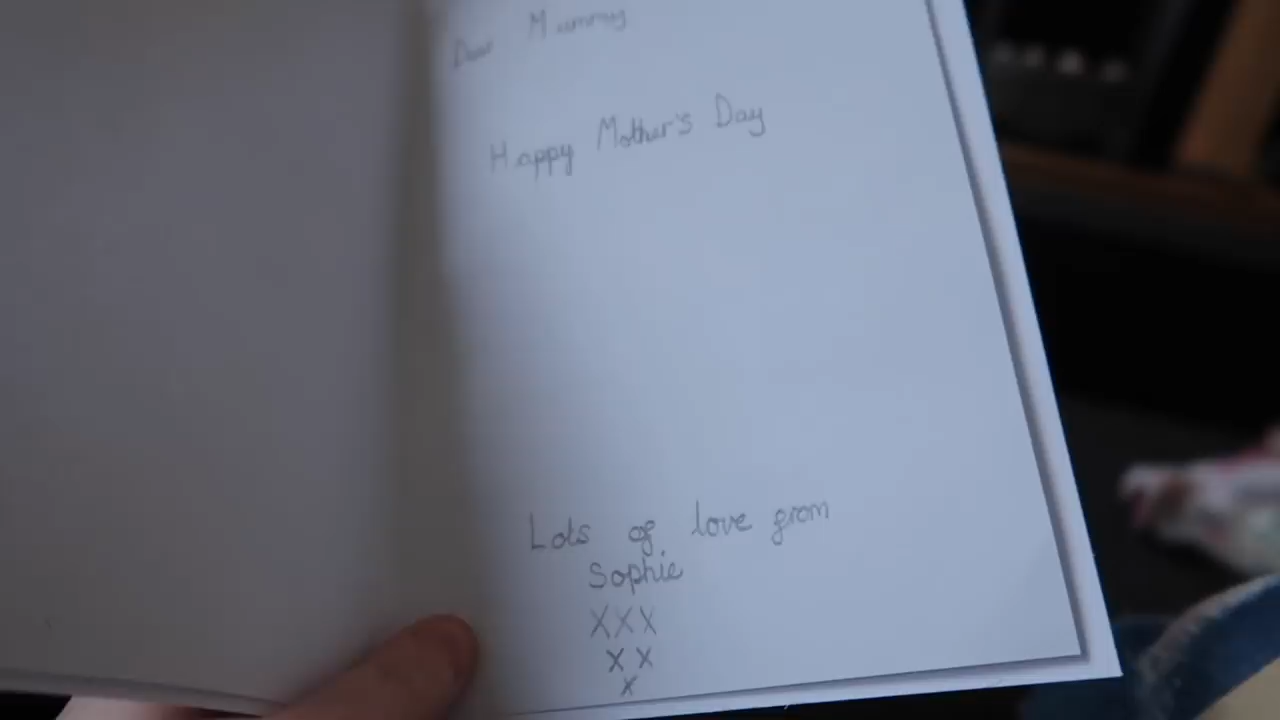 Dear Mummy
Happy Mother's Day
Lots of love from
Sophie
XXX
XX
X